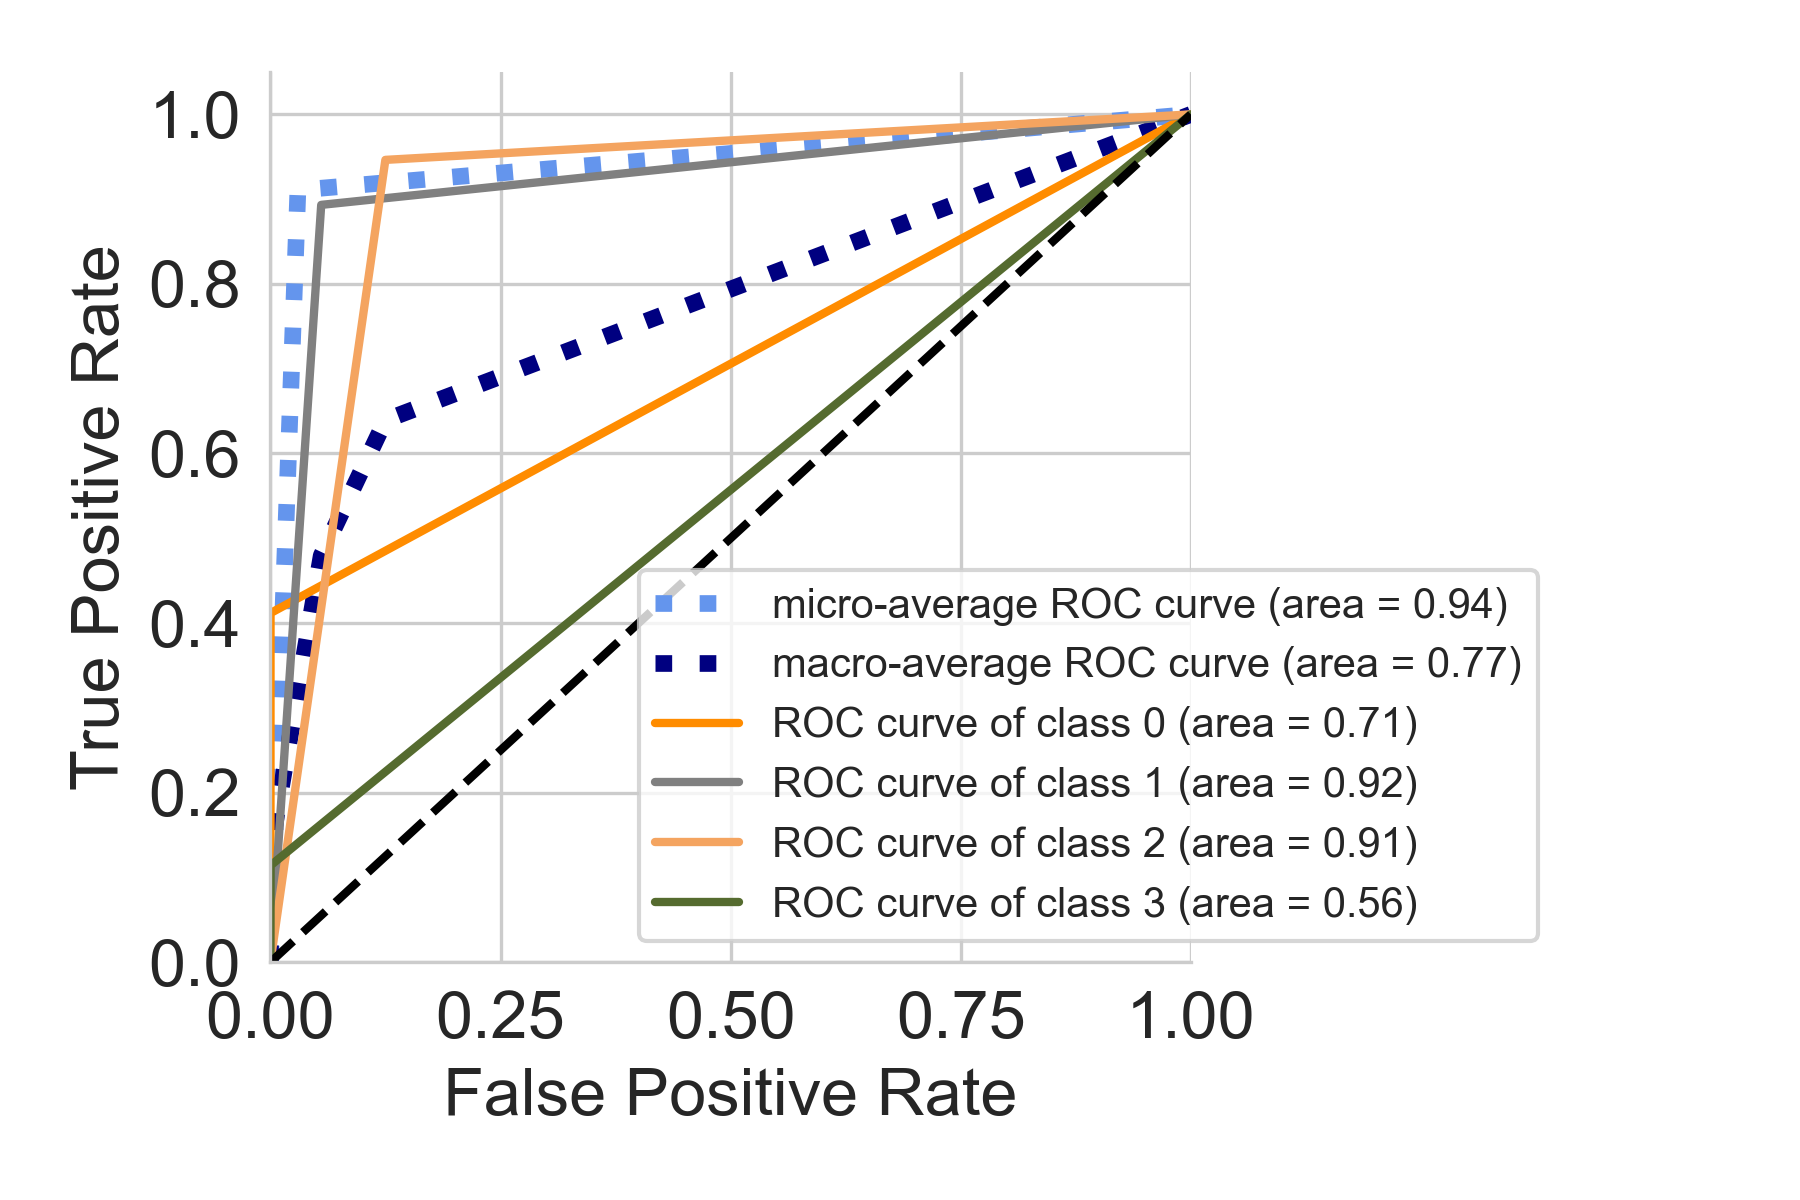 True Positive Rate
1.0
0.8
0.6
0.4
0.2
0.0
0.00 0.25 0.50 0.75 1.00
False Positive Rate
micro-average ROC curve (area = 0.94)
macro-average ROC curve (area = 0.77)
ROC curve of class 0 (area = 0.71)
ROC curve of class 1 (area = 0.92)
ROC curve of class 2 (area = 0.91)
ROC curve of class 3 (area = 0.56)